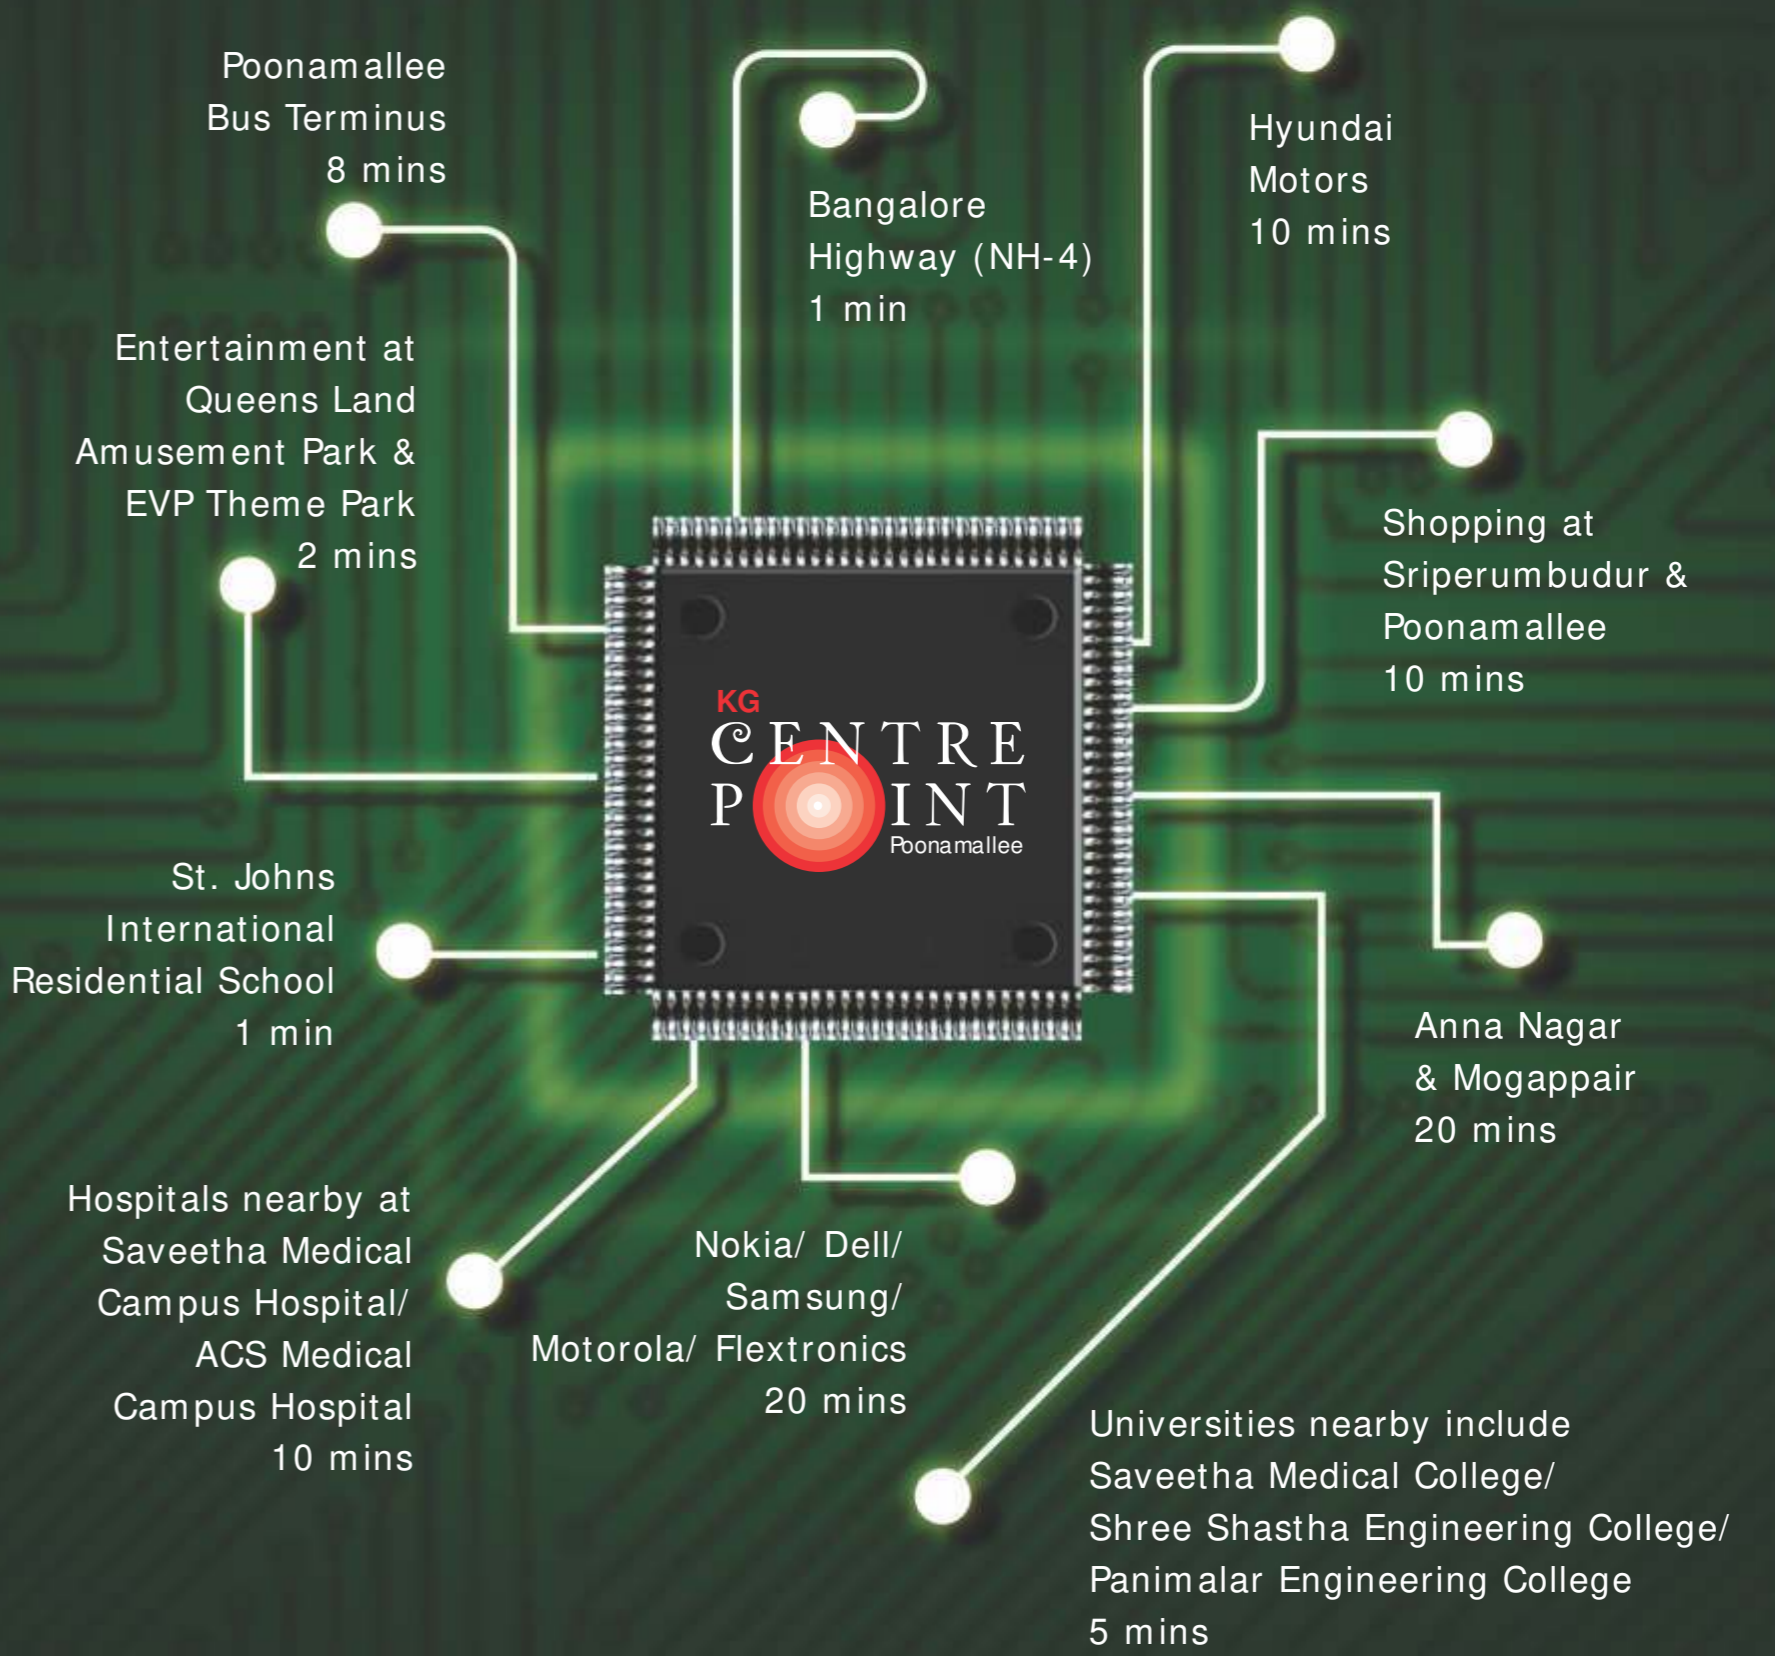 Poonamallee
Bus Terminus
8 mins
Bangalore
Highway (NH-4)
1 min
Hyundai
Motors
10 mins
Entertainment at
Queens Land
Amusement Park &
EVP Theme Park
2 mins
Shopping at
Sriperumbudur &
Poonamallee
10 mins
KG
CENTRE
POINT
Poonamallee
St. Johns
International
Residential School
1 min
Anna Nagar
& Mogappair
20 mins
Hospitals nearby at
Saveetha Medical
Campus Hospital/
ACS Medical
Campus Hospital
10 mins
Nokia/ Dell/
Samsung/
Motorola/ Flextronics
20 mins
Universities nearby include
Saveetha Medical College/
Shree Shastha Engineering College/
Panimalar Engineering College
5 mins